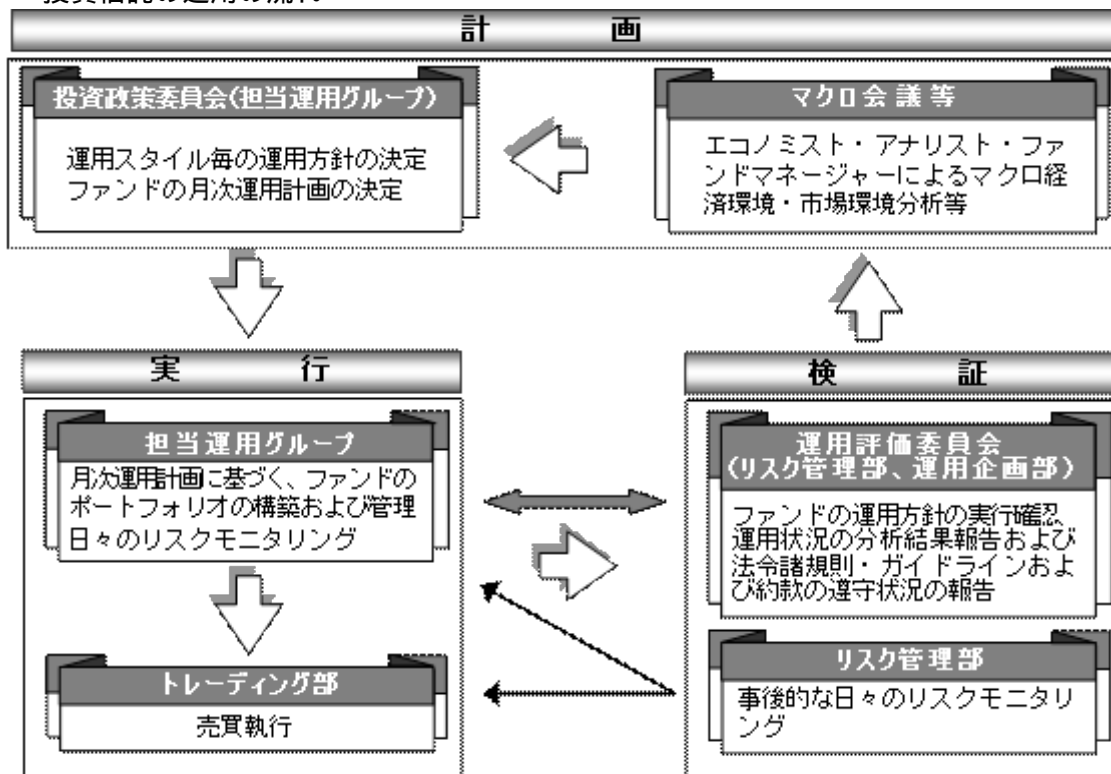 投資信託の運用の流れ
計画
投資政策委員会(担当運用グループ)
運用スタイル毎の運用方針の決定
ファンドの月次運用計画の決定
マクロ会議等
エコノミスト・アナリスト・ファ
ンドマネージャーによるマクロ経
済環境・市場環境分析等
実行
担当運用グループ
月次運用計画に基づく、ファンドの
ポートフォリオの構築および管理
日々のリスクモニタリング
トレーディング部
売買執行
検証
運用評価委員会
(リスク管理部、運用企画部)
ファンドの運用方針の実行確認
運用状況の分析結果報告および
法令諸規則・ガイドラインおよ
び約款の遵守状況の報告
リスク管理部
事後的な日々のリスクモニタリ
ング